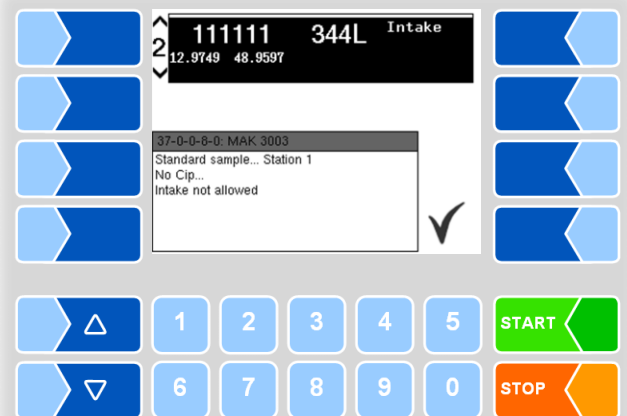 2
111111 344L Intake
12.9749 48.9597
37-0-0-8-0: MAK 3003
Standard sample... Station 1
No Cip...
Intake not allowed
1 2 3 4 5 START
6 7 8 9 0 STOP